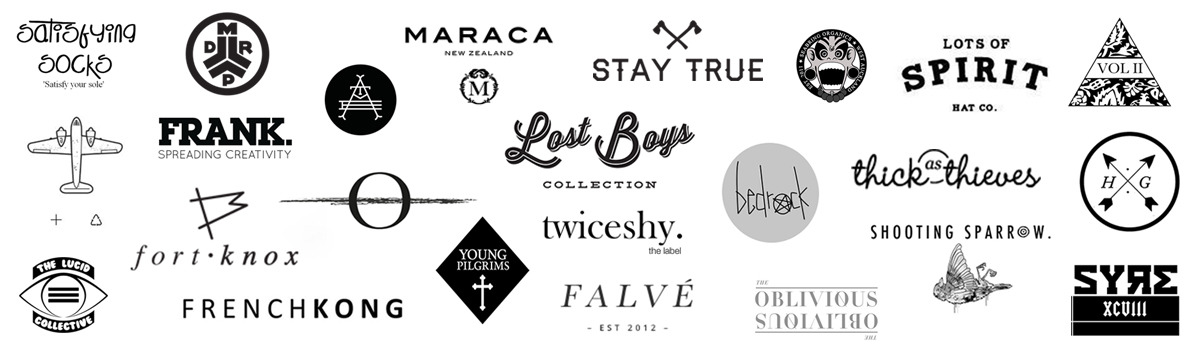 satisfying
socks
'Satisfy your sole'
M
D R
P
MARACA
NEW ZEALAND
M
STAY TRUE
LOTS OF
SPIRIT
HAT CO.
VOL II
FRANK.
SPREADING CREATIVITY
Lost Boys
COLLECTION
bedrock
thick as thieves
H G
fort·knox
O
twiceshy.
the label
SHOOTING SPARROW.
YOUNG
PILGRIMS
THE LUCID
COLLECTIVE
FRENCHKONG
FALVÉ
– EST 2012 –
THE
OBLIVIOUS
OBLIVIOUS
THE
SYRE
XCVIII